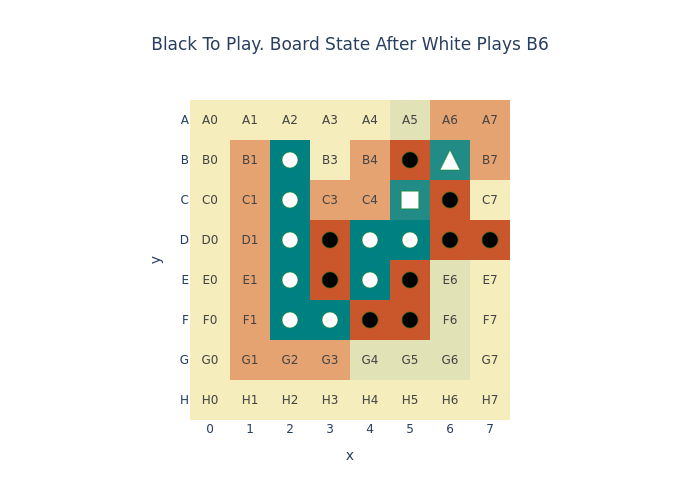 Black To Play. Board State After White Plays B6
A A0 A1 A2 A3 A4 A5 A6 A7
B B0 B1 B3 B4 B7
C C0 C1 C3 C4 C7
D D0 D1
E E0 E1 E6 E7
F F0 F1 F6 F7
G G0 G1 G2 G3 G4 G5 G6 G7
H H0 H1 H2 H3 H4 H5 H6 H7
0 1 2 3 4 5 6 7
x
y